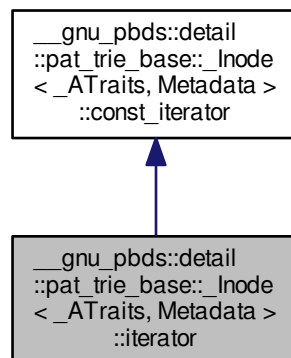 __gnu_pbds::detail
::pat_trie_base::_Inode
< _ATraits, Metadata >
::const_iterator
__gnu_pbds::detail
::pat_trie_base::_Inode
< _ATraits, Metadata >
::iterator